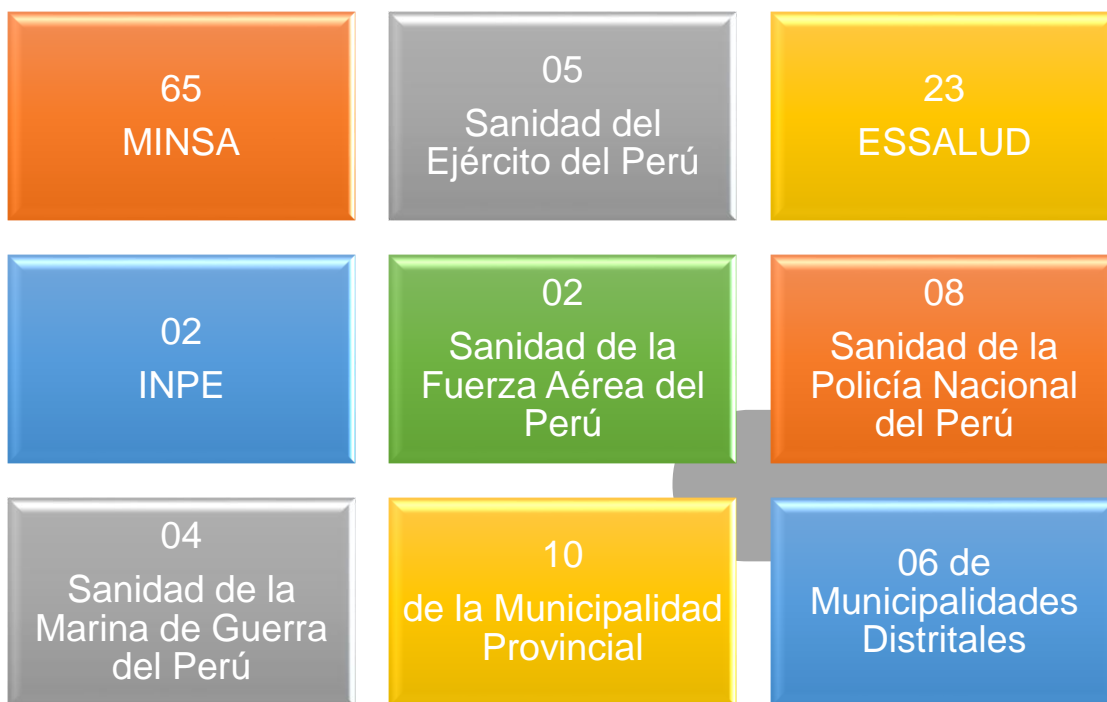 65
MINSA
05
Sanidad del
Ejército del Perú
23
ESSALUD
02
INPE
02
Sanidad de la
Fuerza Aérea del
Perú
08
Sanidad de la
Policía Nacional
del Perú
04
Sanidad de la
Marina de Guerra
del Perú
10
de la Municipalidad
Provincial
06 de
Municipalidades
Distritales